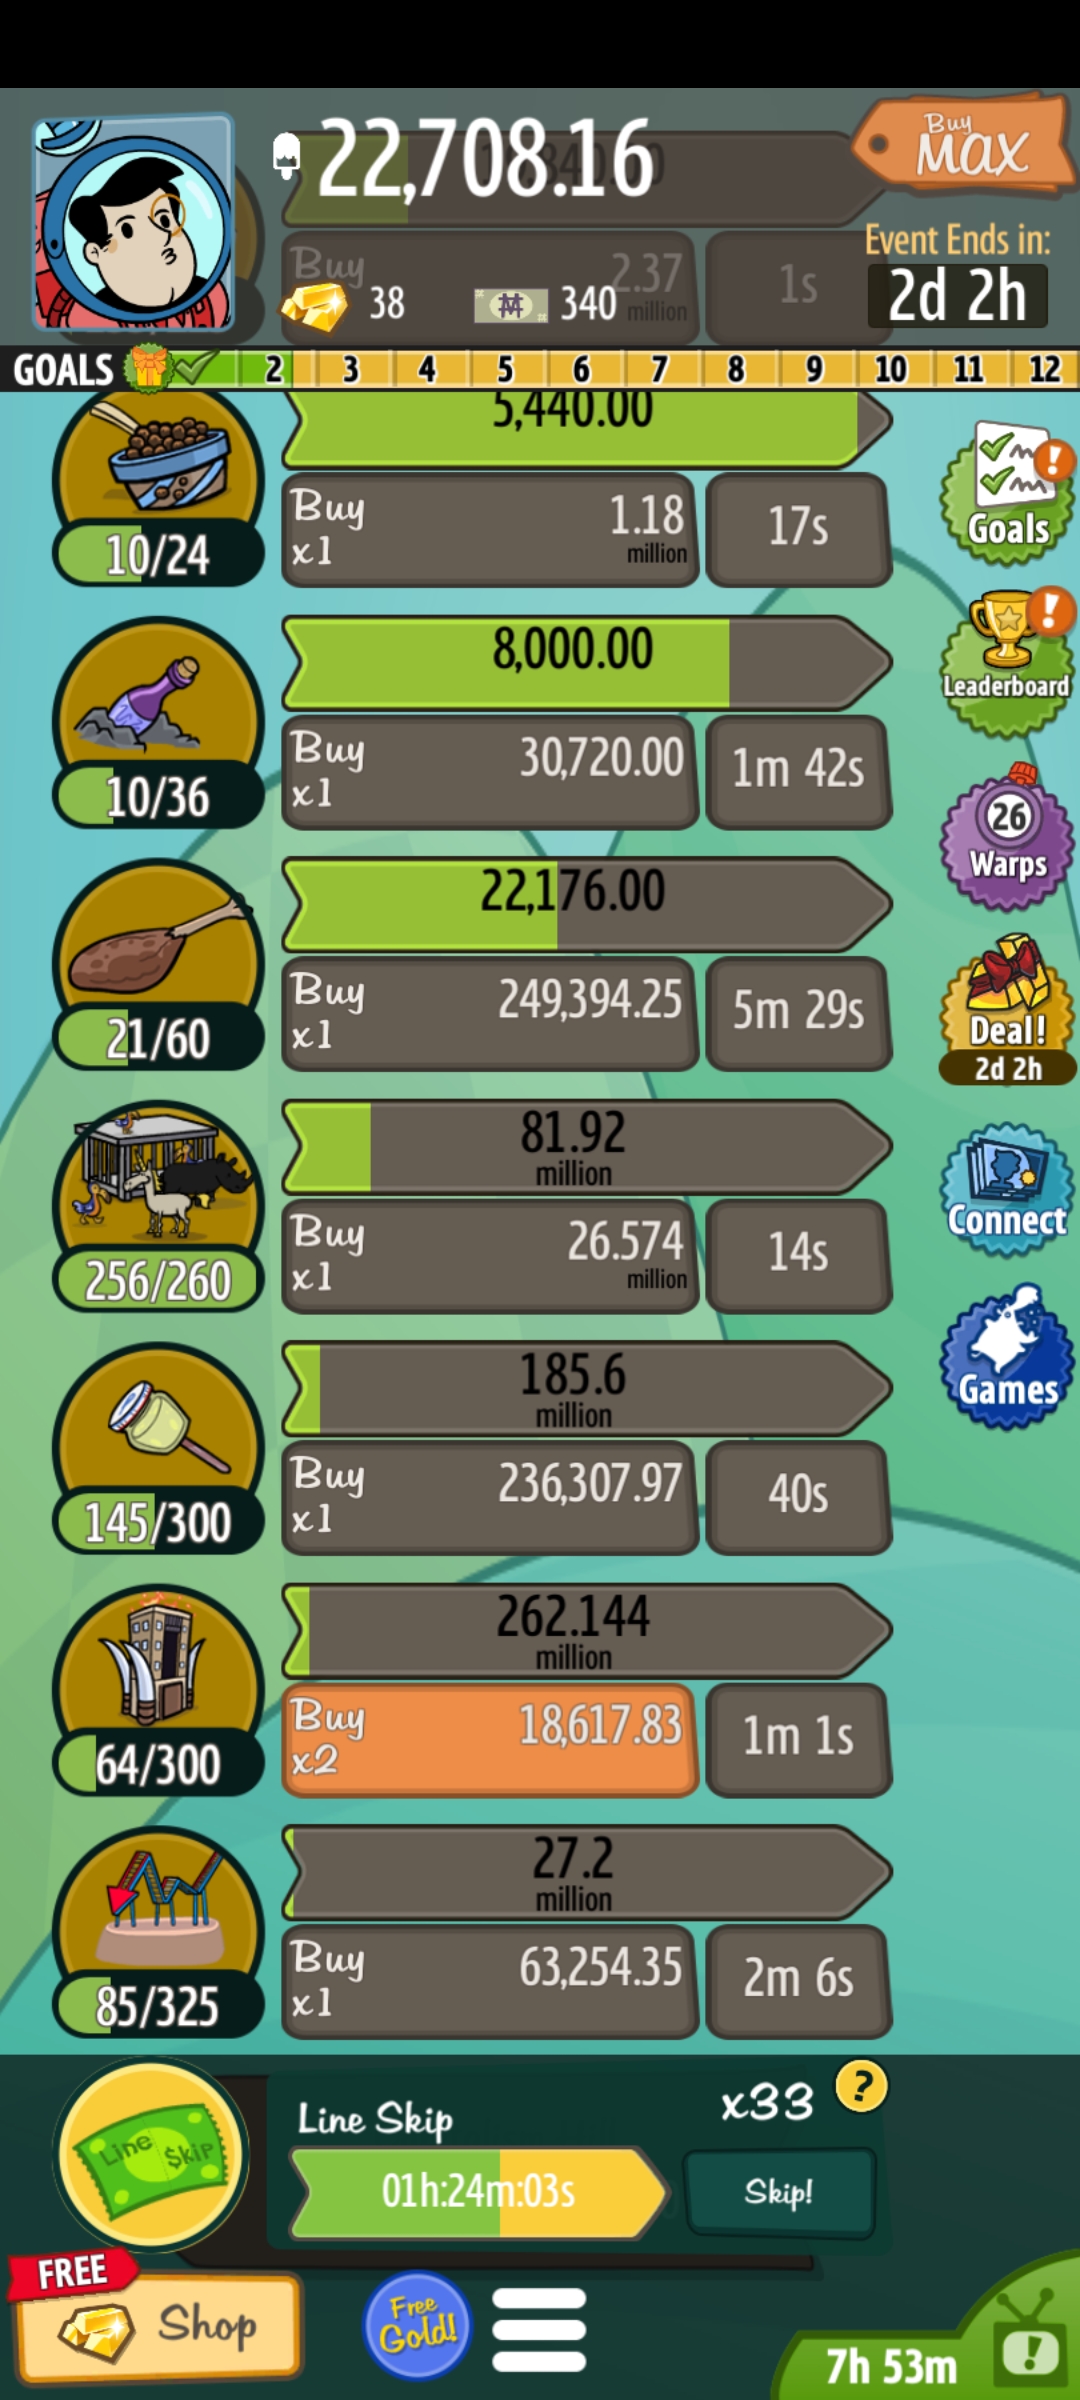 22,708.16
Buy
MAX
Event Ends in:
2d 2h
Buy
2.37
million
1s
38
340
GOALS 2 3 4 5 6 7 8 9 10 11 12
5,440.00
10/24
Buy
x1
1.18
million
17s
Goals
8,000.00
10/36
Buy
x1
30,720.00
1m 42s
Leaderboard
22,176.00
21/60
Buy
x1
249,394.25
5m 29s
26
Warps
Deal!
2d 2h
81.92
million
256/260
Buy
x1
26.574
million
14s
Connect
185.6
million
145/300
Buy
x1
236,307.97
40s
Games
262.144
million
64/300
Buy
x2
18,617.83
1m 1s
27.2
million
85/325
Buy
x1
63,254.35
2m 6s
Line Skip
Line Skip
x33
?
01h:24m:03s
Skip!
FREE
Shop
Free
Gold!
7h 53m